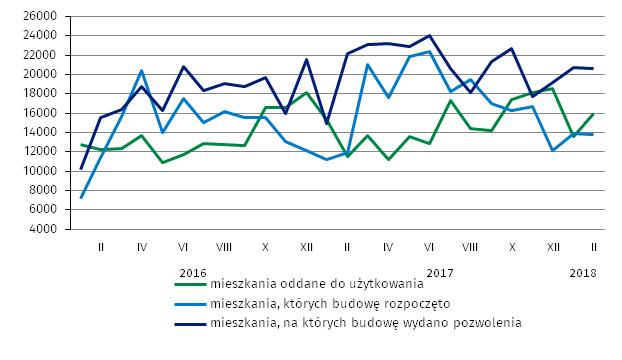 26000
24000
22000
20000
18000
16000
14000
12000
10000
8000
6000
4000
II IV VI VIII X XII II IV VI VIII X XII II
2016 2017 2018
mieszkania oddane do użytkowania
mieszkania, których budowę rozpoczęto
mieszkania, na których budowę wydano pozwolenia